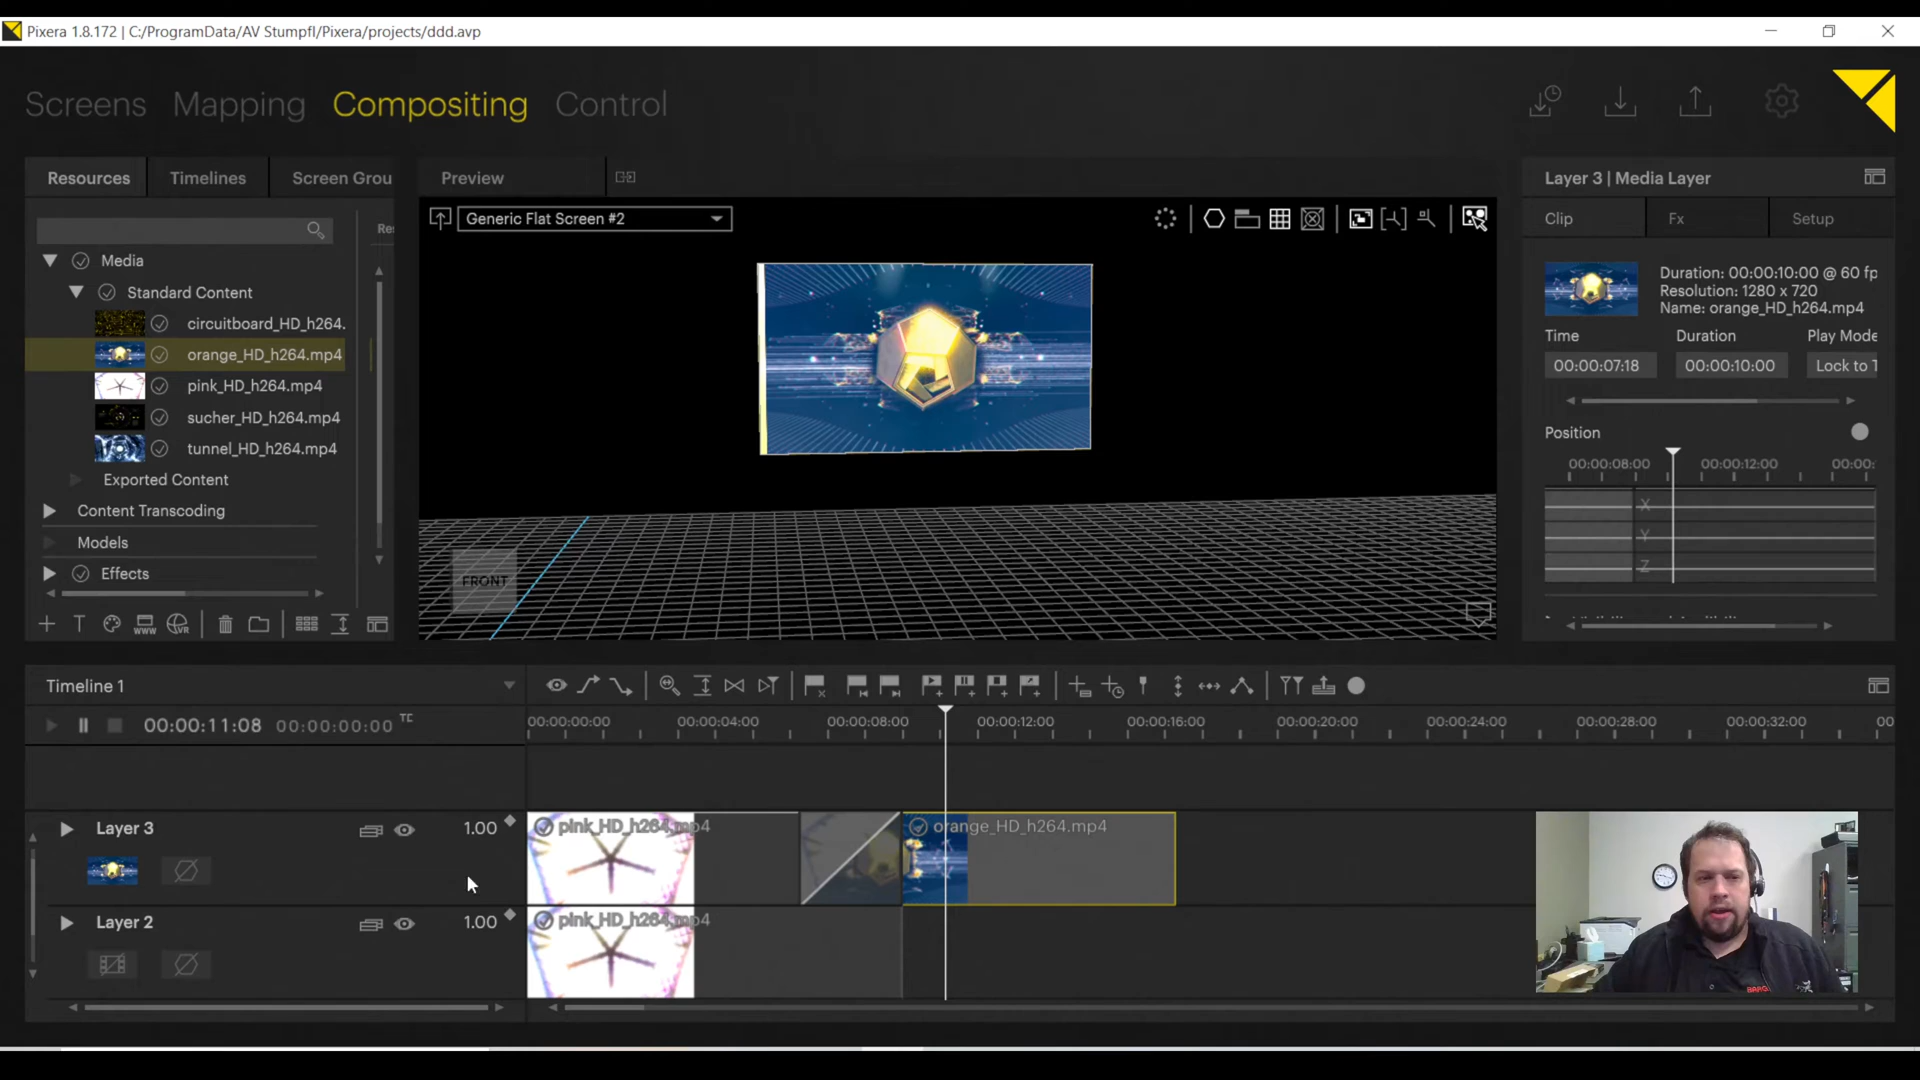 Pixera 1.8.172 | C:/ProgramData/AV Stumpfl/Pixera/projects/ddd.avp
Screens Mapping Compositing Control
Resources Timelines Screen Grou
Preview
Layer 3 | Media Layer
Generic Flat Screen #2
Clip Fx Setup
Res
Media
Standard Content
circuitboard_HD_h264.
orange_HD_h264.mp4
pink_HD_h264.mp4
sucher_HD_h264.mp4
tunnel_HD_h264.mp4
Exported Content
Content Transcoding
Models
Effects
WWW
VR
FRONT
Duration: 00:00:10:00 @ 60 fp
Resolution: 1280 x 720
Name: orange_HD_h264.mp4
Time Duration Play Mode
00:00:07:18 00:00:10:00 Lock to T
Position
00:00:08:00 00:00:12:00 00:00:
X
Y
Z
Timeline 1
00:00:11:08 00:00:00:00 TC
00:00:00:00 00:00:04:00 00:00:08:00 00:00:12:00 00:00:16:00 00:00:20:00 00:00:24:00 00:00:28:00 00:00:32:00 00
Layer 3 1.00
pink_HD_h264.mp4 orange_HD_h264.mp4
Layer 2 1.00
pink_HD_h264.mp4